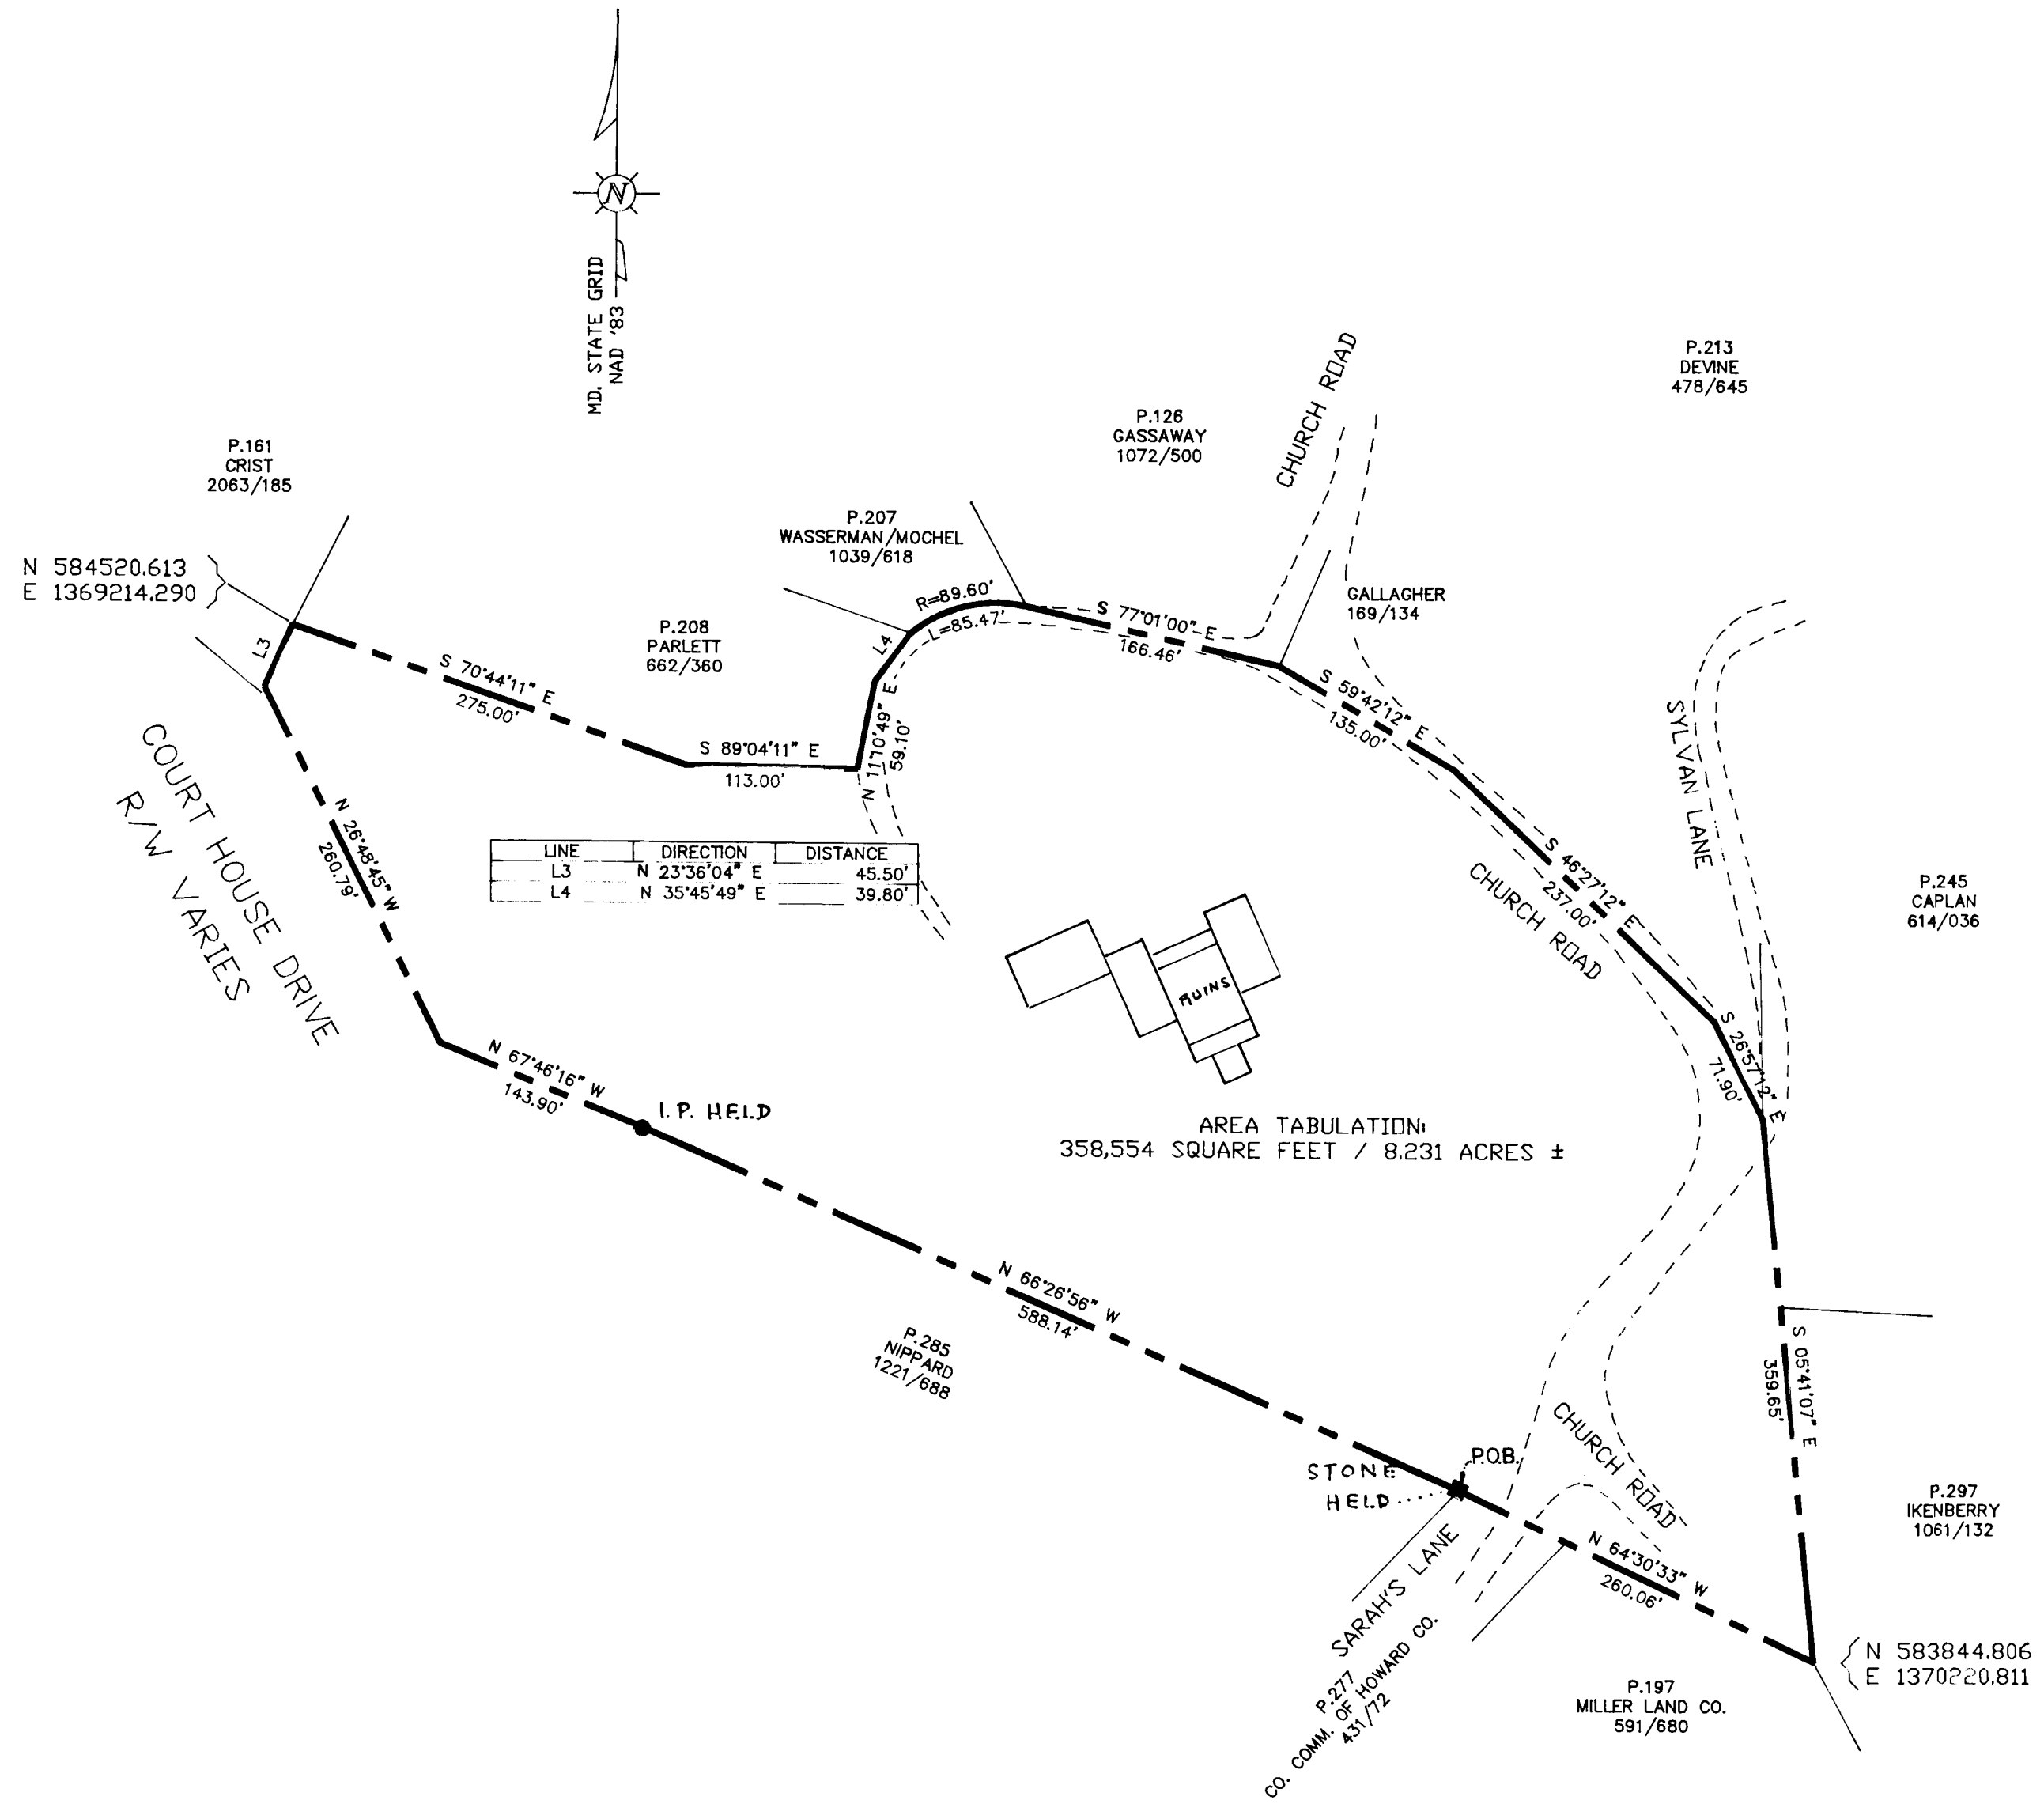 N
MD. STATE GRID
NAD '83
P.213
DEVINE
478/645
P.126
GASSAWAY
1072/500
CHURCH ROAD
P.161
CRIST
2063/185
P.207
WASSERMAN/MOCHEL
1039/618
N 584520.613
E 1369214.290
GALLAGHER
169/134
R=89.60'
L=85.47'
S 77°01'00" E
166.46'
P.208
PARLETT
662/360
L3
L4
S 70°44'11" E
275.00'
S 59°42'12" E
135.00'
N 11°10'49" E
59.10'
S 89°04'11" E
113.00'
SYLVAN LANE
COURT HOUSE DRIVE
R/W VARIES
N 26°48'45" W
260.79'
LINE DIRECTION DISTANCE
L3 N 23°36'04" E 45.50'
L4 N 35°45'49" E 39.80'
S 46°27'12" E
237.00'
CHURCH ROAD
P.245
CAPLAN
614/036
RUINS
S 26°57'12" E
71.90'
N 67°46'16" W
143.90'
I.P. HELD
AREA TABULATION:
358,554 SQUARE FEET / 8.231 ACRES ±
N 66°26'56" W
588.14'
P.285
NIPPARD
1221/688
S 05°41'07" E
359.65'
CHURCH ROAD
P.O.B.
STONE
HELD
P.297
IKENBERRY
1061/132
N 64°30'33" W
260.06'
SARAH'S LANE
P.277
CO. COMM. OF HOWARD CO.
431/72
N 583844.806
E 1370220.811
P.197
MILLER LAND CO.
591/680